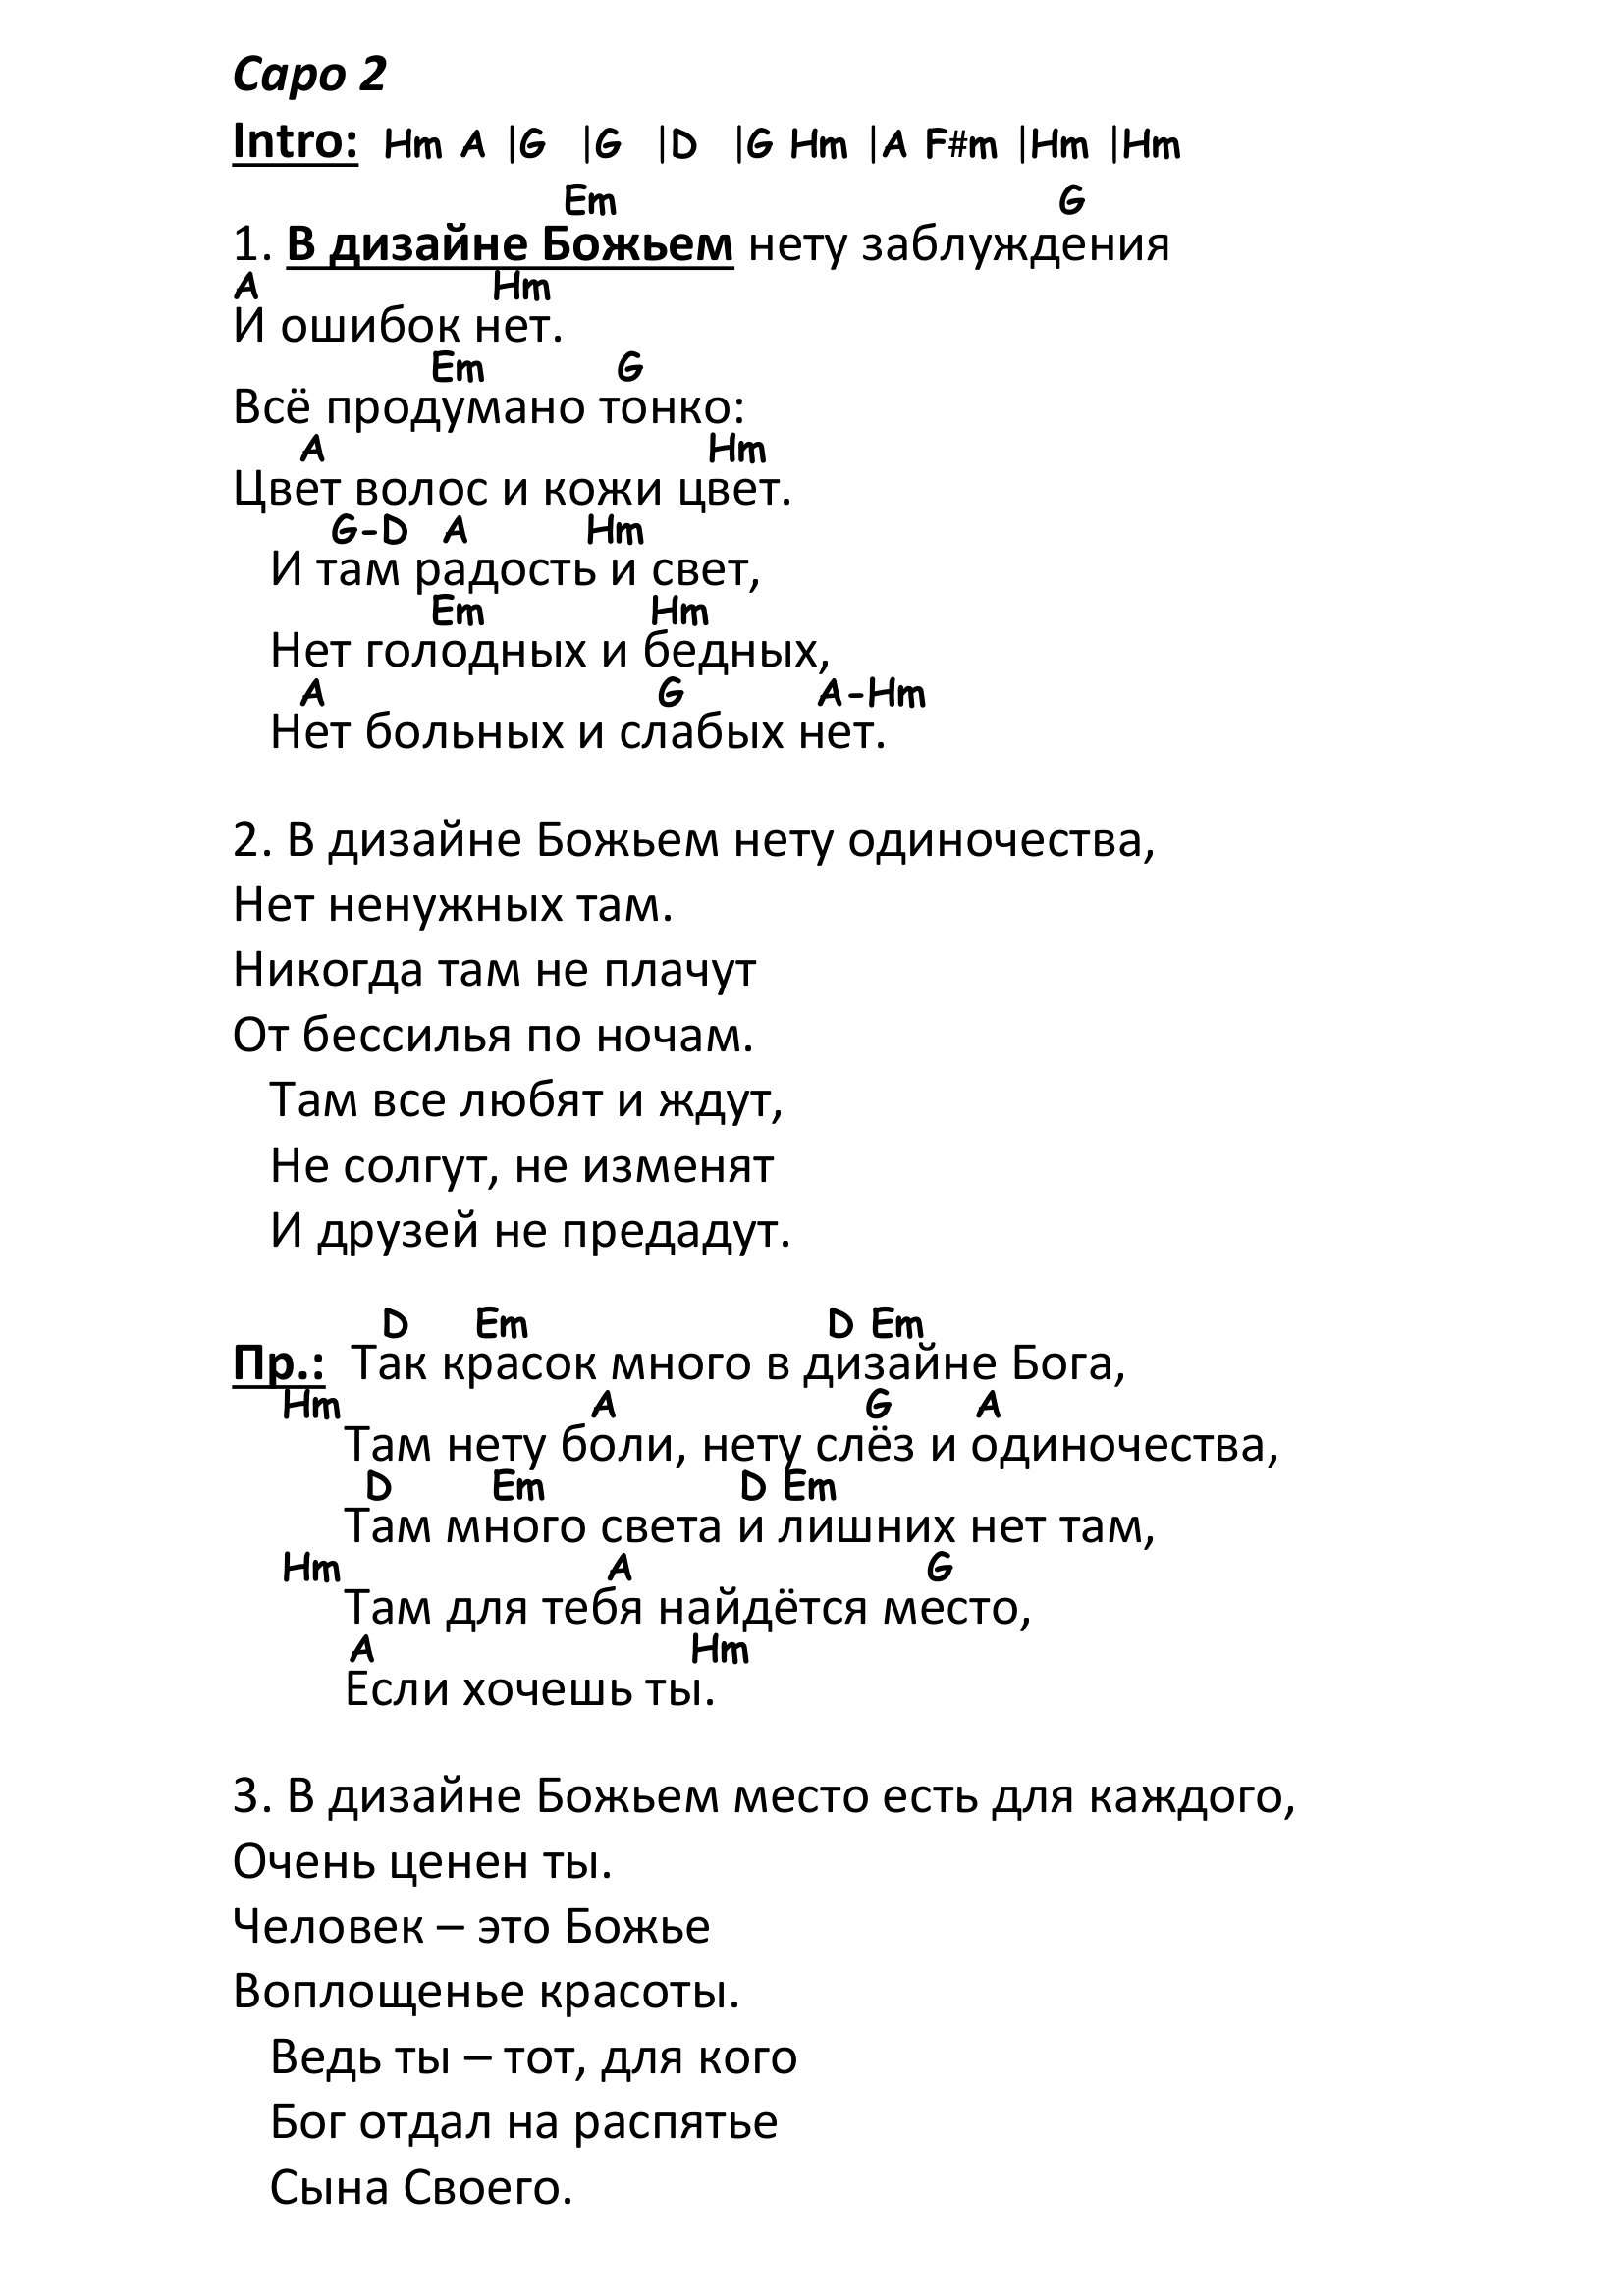 Capo 2
Intro: Hm A |G |G |D |G Hm |A F#m |Hm |Hm
Em G
1. В дизайне Божьем нету заблуждения
A Hm
И ошибок нет.
Em G
Всё продумано тонко:
A Hm
Цвет волос и кожи цвет.
G-D A Hm
И там радость и свет,
Em Hm
Нет голодных и бедных,
A G A-Hm
Нет больных и слабых нет.
2. В дизайне Божьем нету одиночества,
Нет ненужных там.
Никогда там не плачут
От бессилья по ночам.
Там все любят и ждут,
Не солгут, не изменят
И друзей не предадут.
D Em D Em
Пр.: Так красок много в дизайне Бога,
Hm A G A
Там нету боли, нету слёз и одиночества,
D Em D Em
Там много света и лишних нет там,
Hm A G
Там для тебя найдётся место,
A Hm
Если хочешь ты.
3. В дизайне Божьем место есть для каждого,
Очень ценен ты.
Человек – это Божье
Воплощенье красоты.
Ведь ты – тот, для кого
Бог отдал на распятье
Сына Своего.